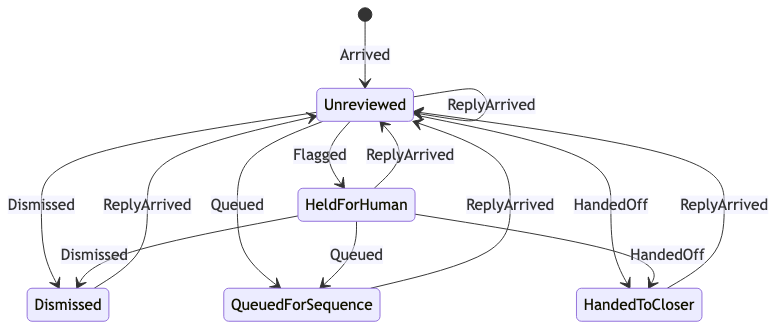 Arrived
Unreviewed
ReplyArrived
Flagged
ReplyArrived
Dismissed
ReplyArrived
Queued
HeldForHuman
ReplyArrived
HandedOff
ReplyArrived
Dismissed
Queued
HandedOff
Dismissed
QueuedForSequence
HandedToCloser